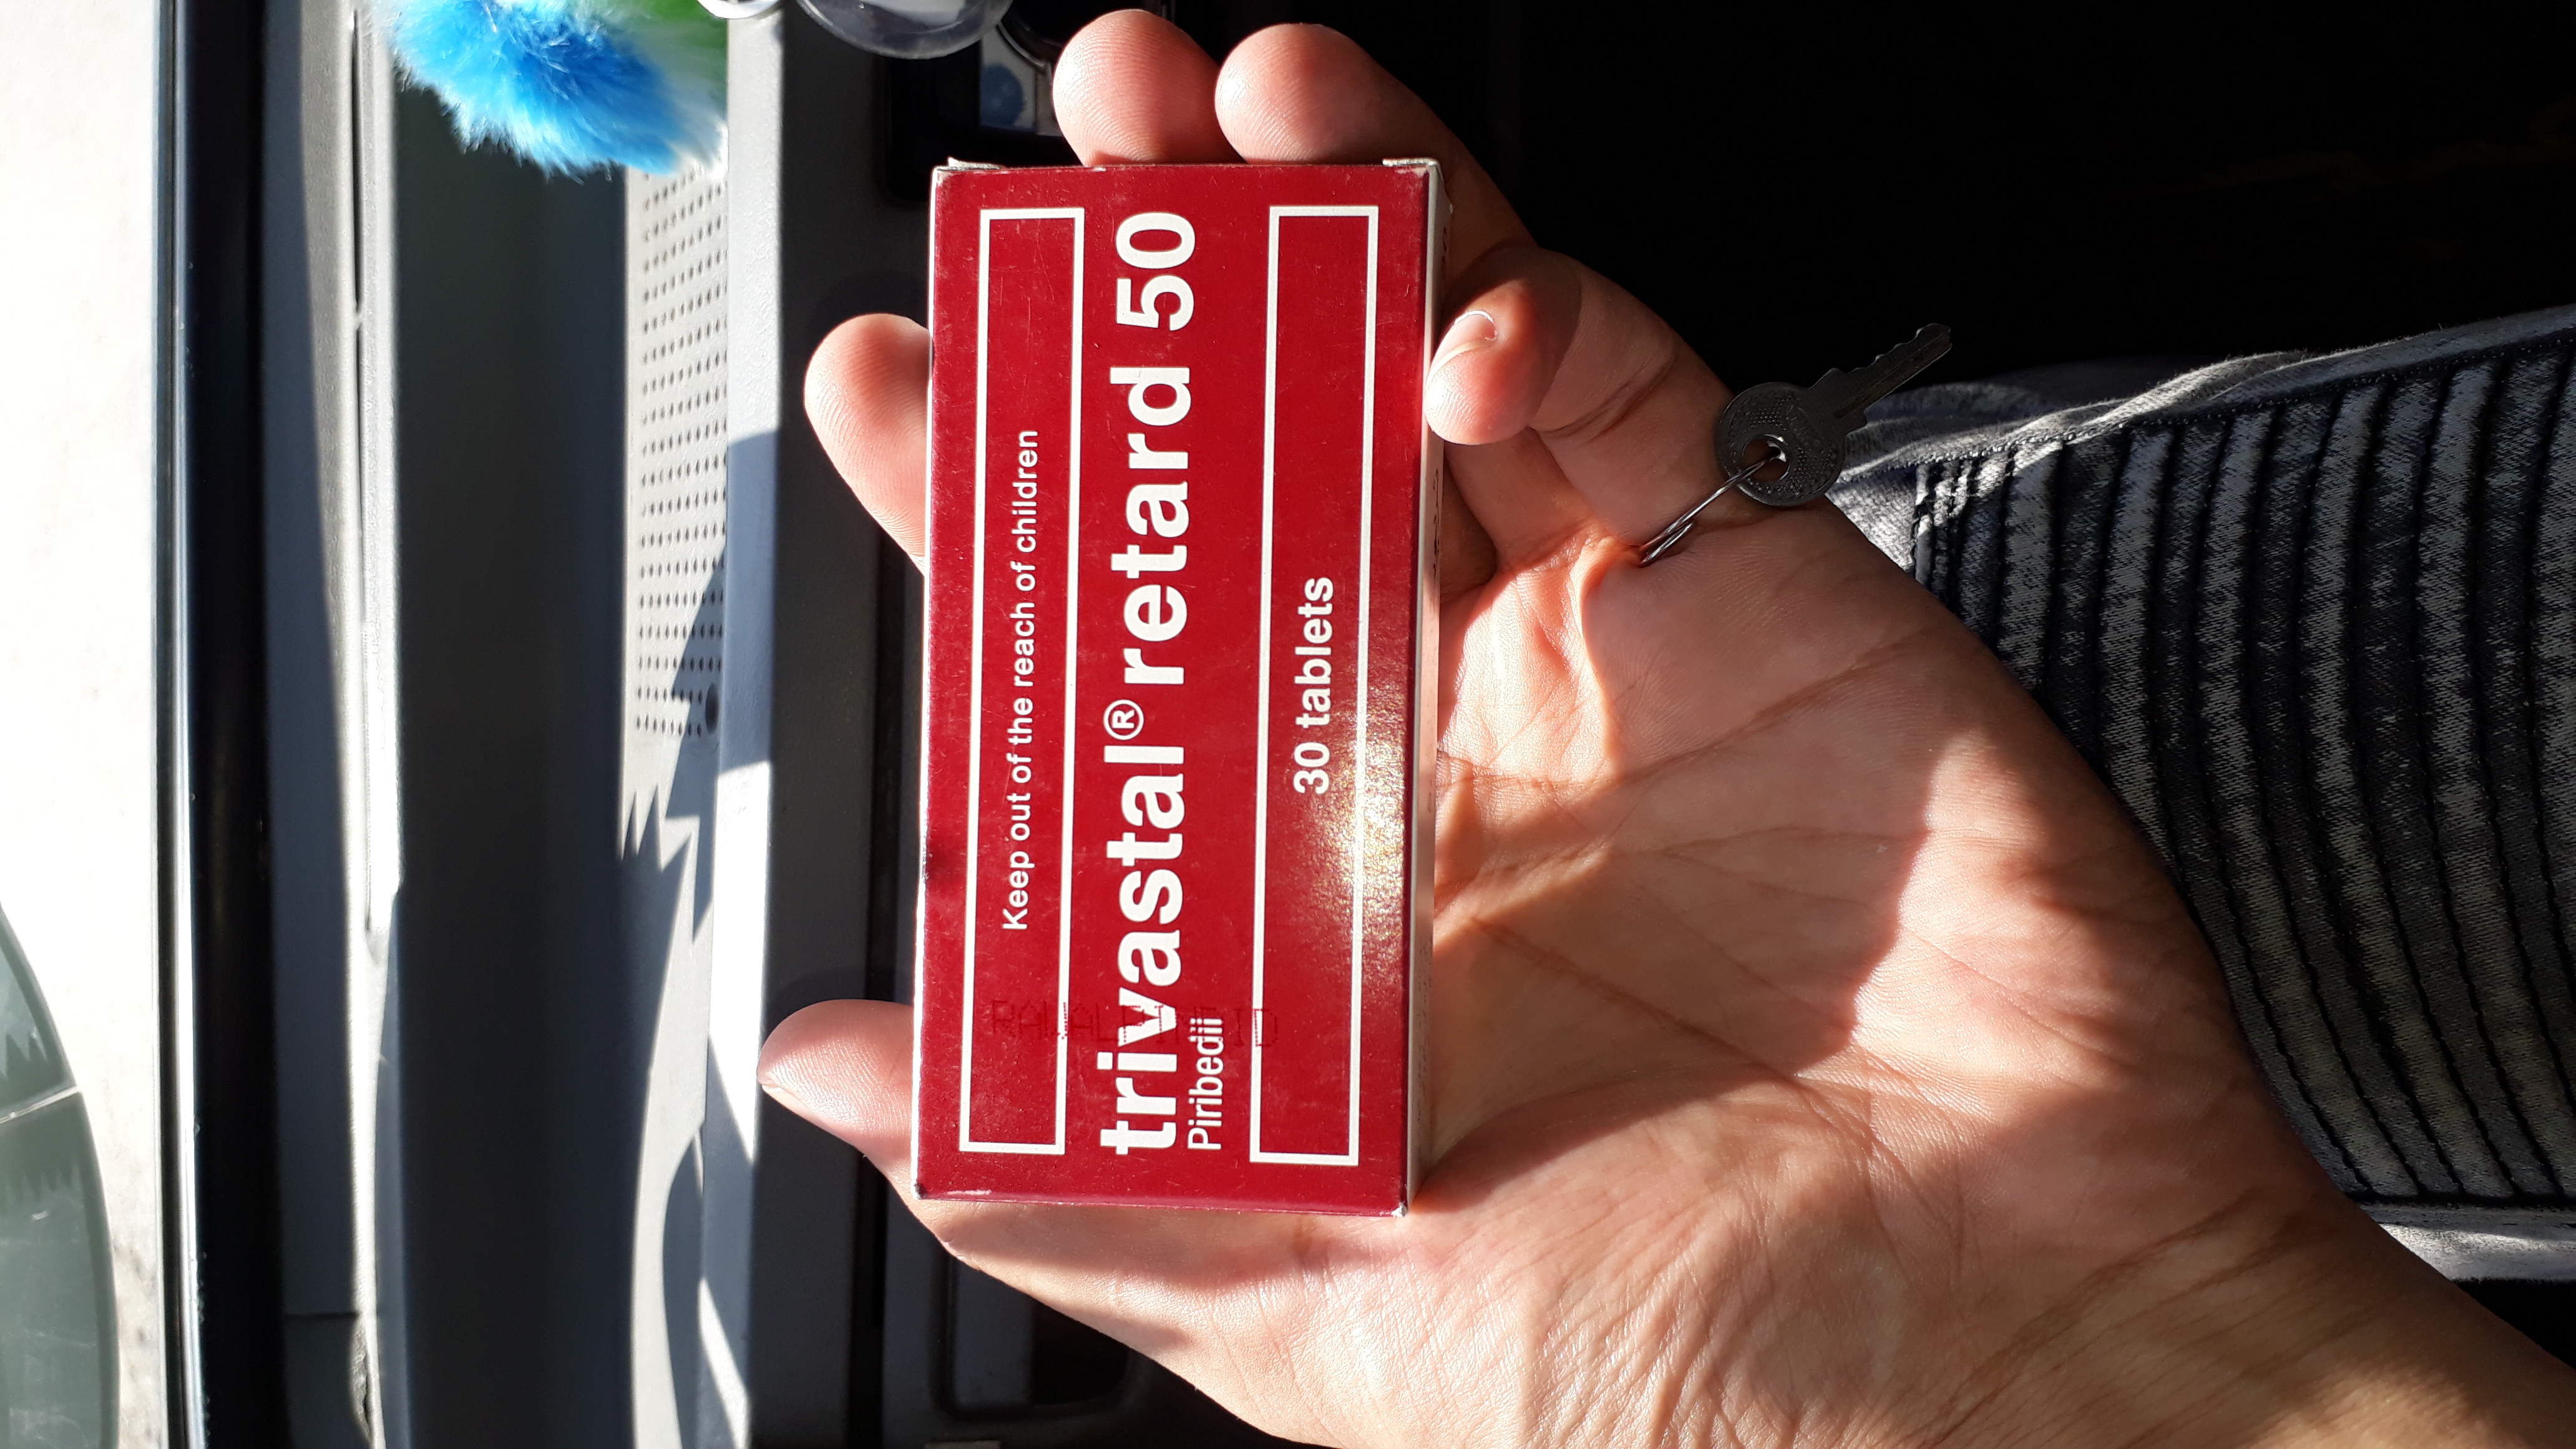 Keep out of the reach of children
trivastal® retard 50
Piribedil
30 tablets